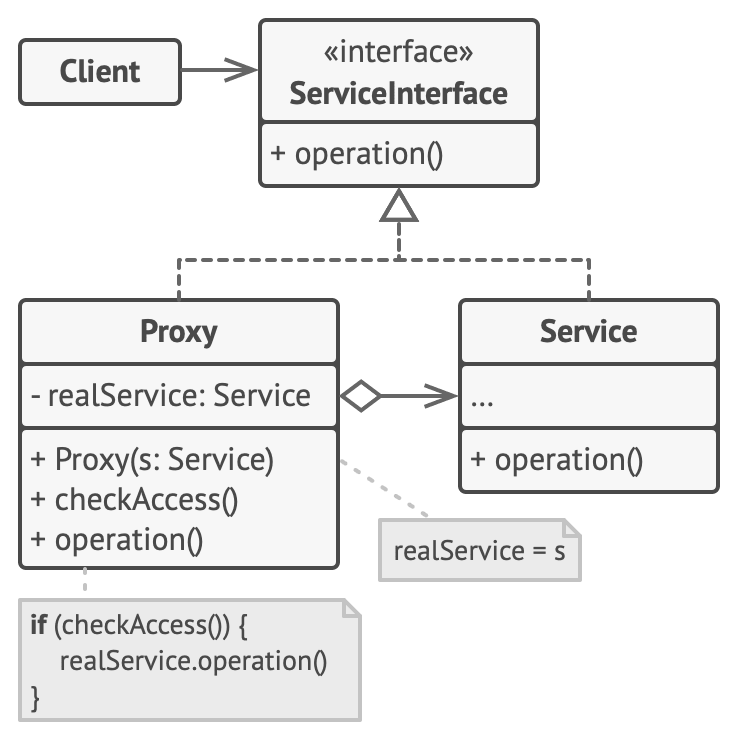 Client
«interface»
ServiceInterface
+ operation()
Proxy
- realService: Service
+ Proxy(s: Service)
+ checkAccess()
+ operation()
Service
...
+ operation()
realService = s
if (checkAccess()) {
realService.operation()
}